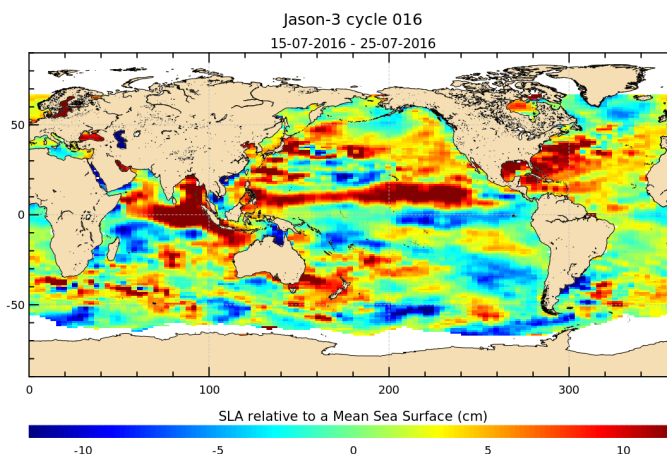 Jason-3 cycle 016
15-07-2016 - 25-07-2016
50
0
-50
0 100 200 300
SLA relative to a Mean Sea Surface (cm)
-10 -5 0 5 10